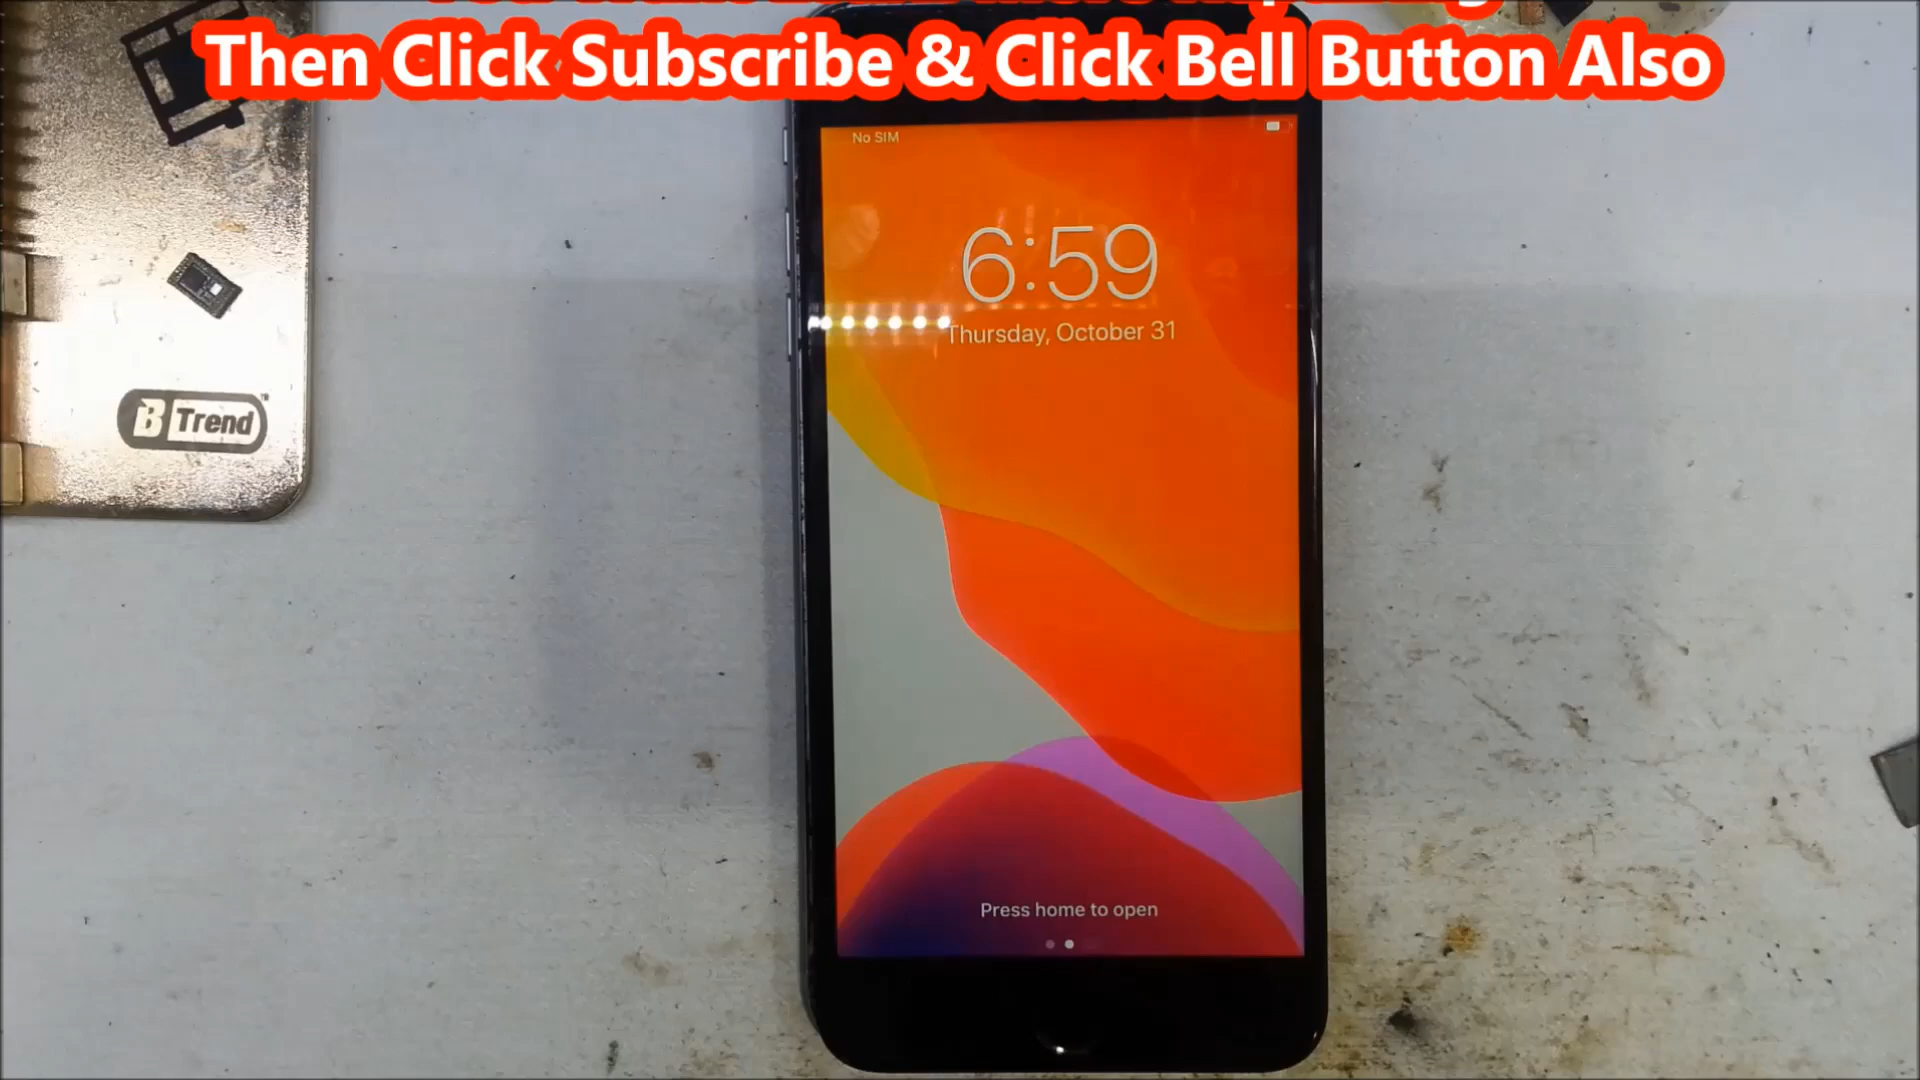 Then Click Subscribe & Click Bell Button Also
No SIM
6:59
Thursday, October 31
B Trend
Press home to open